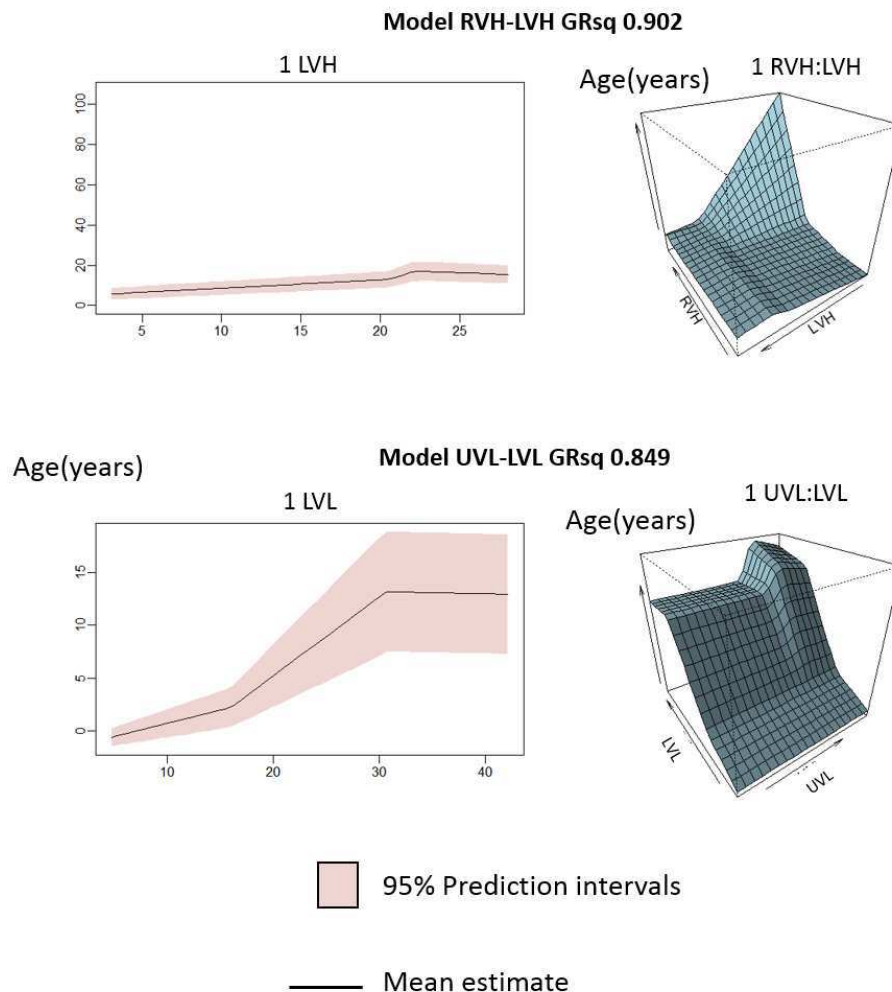 Model RVH-LVH GRsq 0.902
1 LVH
Age(years)
1 RVH:LVH
100
80
60
40
20
0
5
10
15
20
25
RVH
LVH
Age(years)
Model UVL-LVL GRsq 0.849
1 LVL
Age(years)
1 UVL:LVL
15
10
5
0
10
20
30
40
LVL
UVL
95% Prediction intervals
Mean estimate